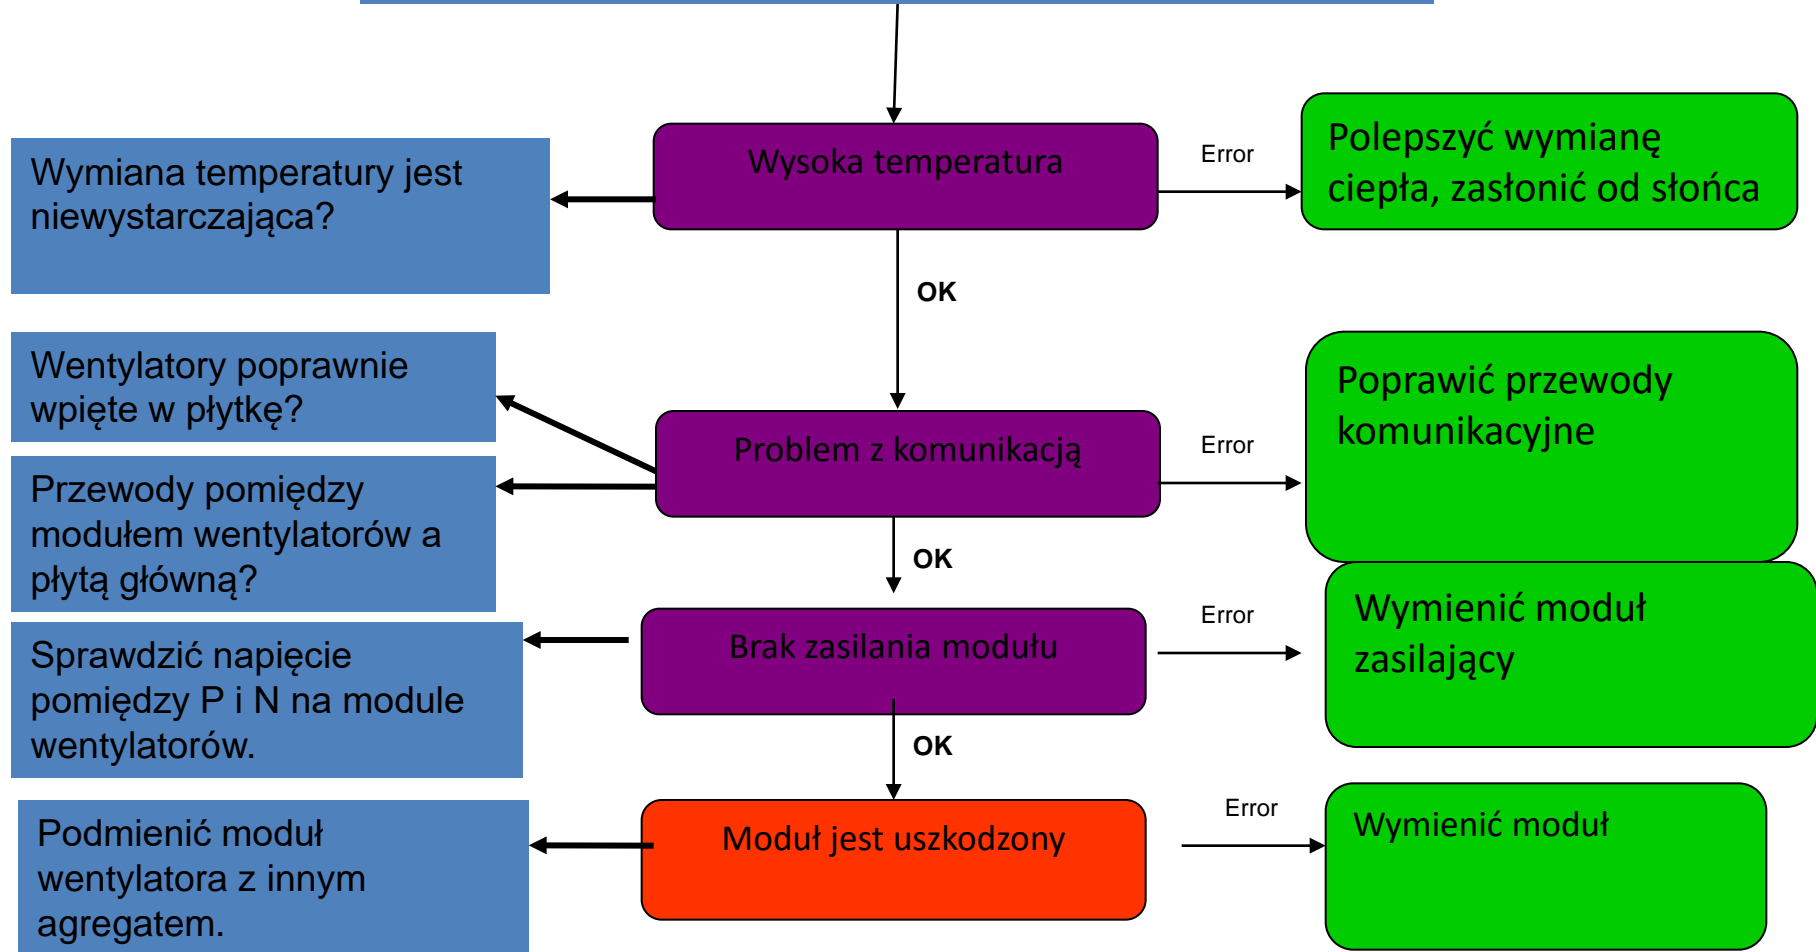 Wysoka temperatura
Error
Polepszyć wymianę
ciepła, zasłonić od słońca
Wymiana temperatury jest
niewystarczająca?
OK
Wentylatory poprawnie
wpięte w płytkę?
Problem z komunikacją
Error
Poprawić przewody
komunikacyjne
Przewody pomiędzy
modułem wentylatorów a
płytą główną?
OK
Brak zasilania modułu
Error
Wymienić moduł
zasilający
Sprawdzić napięcie
pomiędzy P i N na module
wentylatorów.
OK
Moduł jest uszkodzony
Error
Wymienić moduł
Podmienić moduł
wentylatora z innym
agregatem.